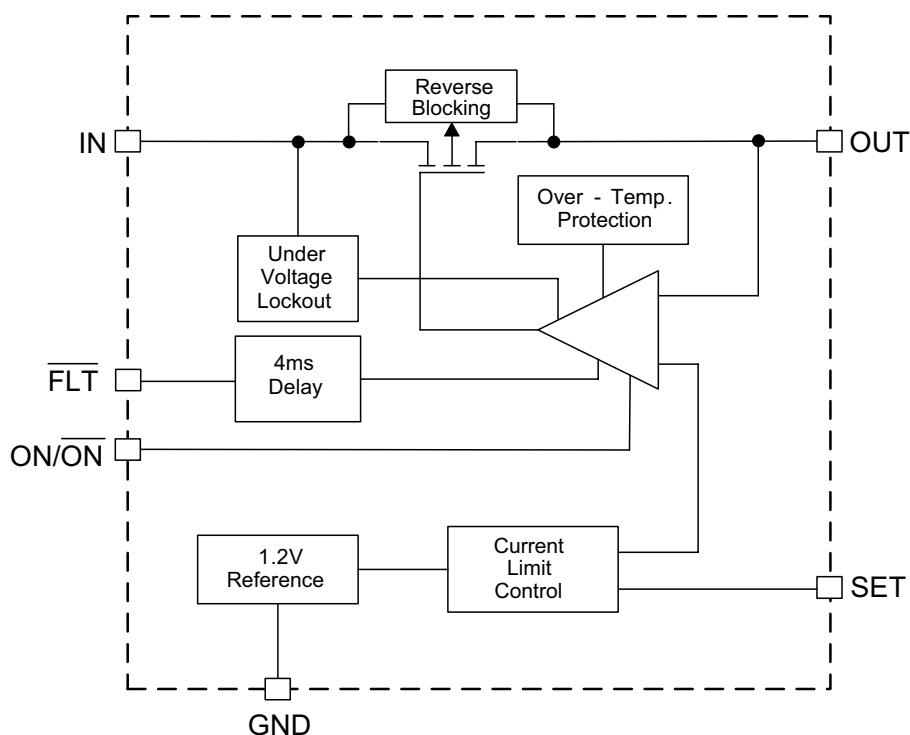 Reverse
Blocking
IN
OUT
Over - Temp.
Protection
Under
Voltage
Lockout
FLT
4ms
Delay
ON/ON
1.2V
Reference
Current
Limit
Control
SET
GND